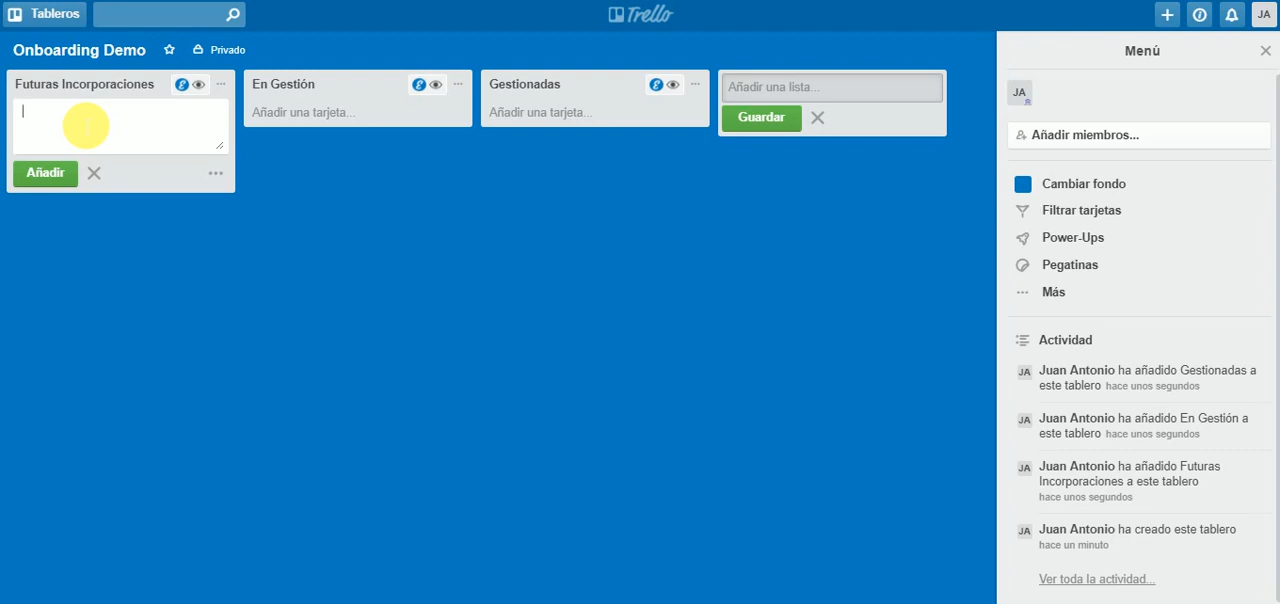 Tableros
Trello
JA
Onboarding Demo
Privado
Futuras Incorporaciones
...
Añadir
...
En Gestión
...
Añadir una tarjeta...
Gestionadas
...
Añadir una tarjeta...
Añadir una lista...
Guardar
Menú
JA
Añadir miembros...
Cambiar fondo
Filtrar tarjetas
Power-Ups
Pegatinas
Más
Actividad
JA
Juan Antonio ha añadido Gestionadas a
este tablero hace unos segundos
JA
Juan Antonio ha añadido En Gestión a
este tablero hace unos segundos
JA
Juan Antonio ha añadido Futuras
Incorporaciones a este tablero
hace unos segundos
JA
Juan Antonio ha creado este tablero
hace un minuto
Ver toda la actividad...